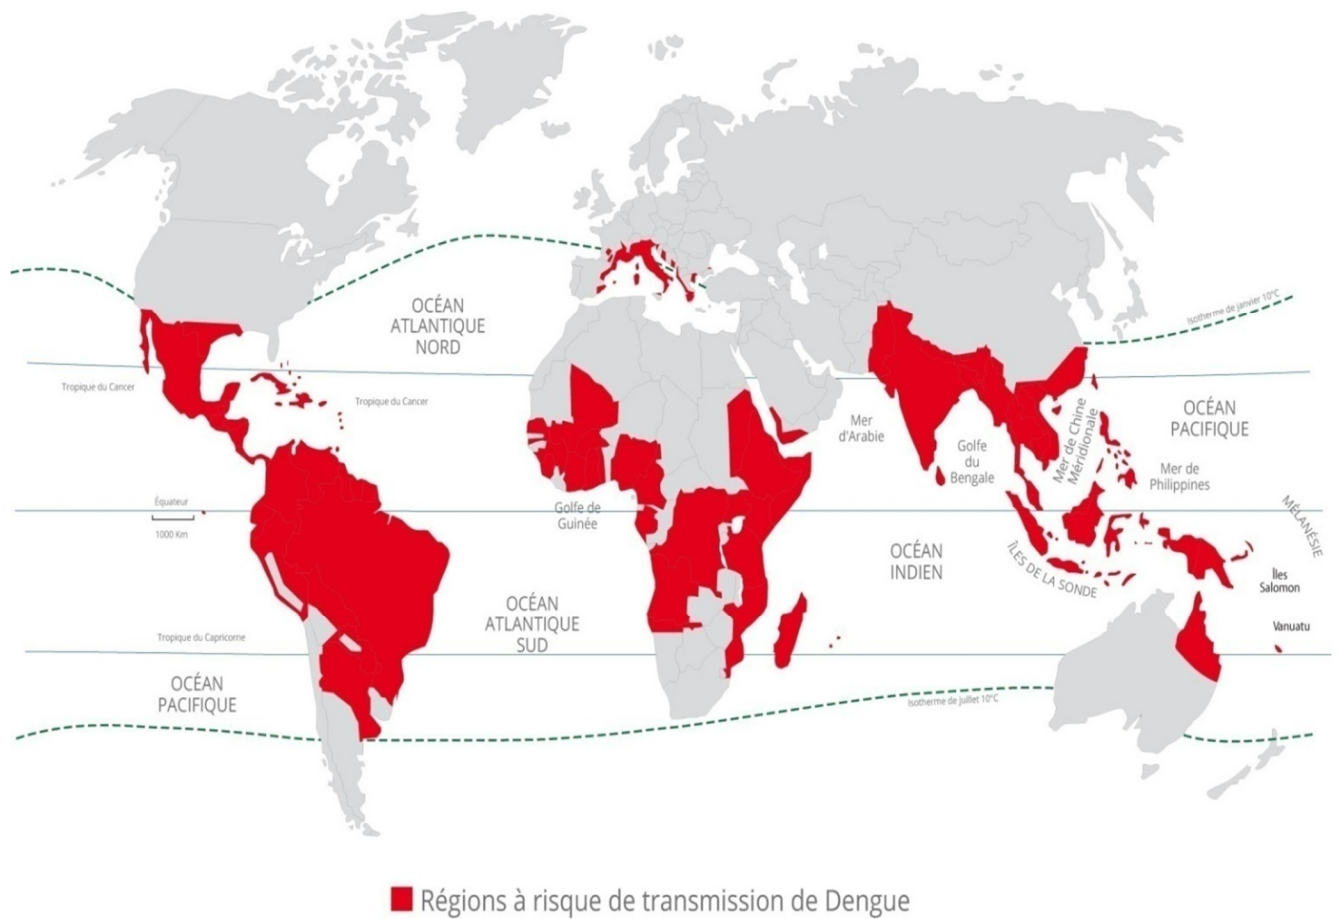 OCÉAN
ATLANTIQUE
NORD
Isotherme de janvier 10°C
Tropique du Cancer
Tropique du Cancer
Mer
d'Arabie
Golfe
du
Bengale
Mer de Chine
Méridionale
OCÉAN
PACIFIQUE
Mer de
Philippines
Équateur
1000 Km
Golfe de
Guinée
MÉLANÉSIE
OCÉAN
INDIEN
ÎLES DE LA SONDE
Îles
Salomon
OCÉAN
ATLANTIQUE
SUD
Vanuatu
Tropique du Capricorne
OCÉAN
PACIFIQUE
Isotherme de juillet 10°C
Régions à risque de transmission de Dengue